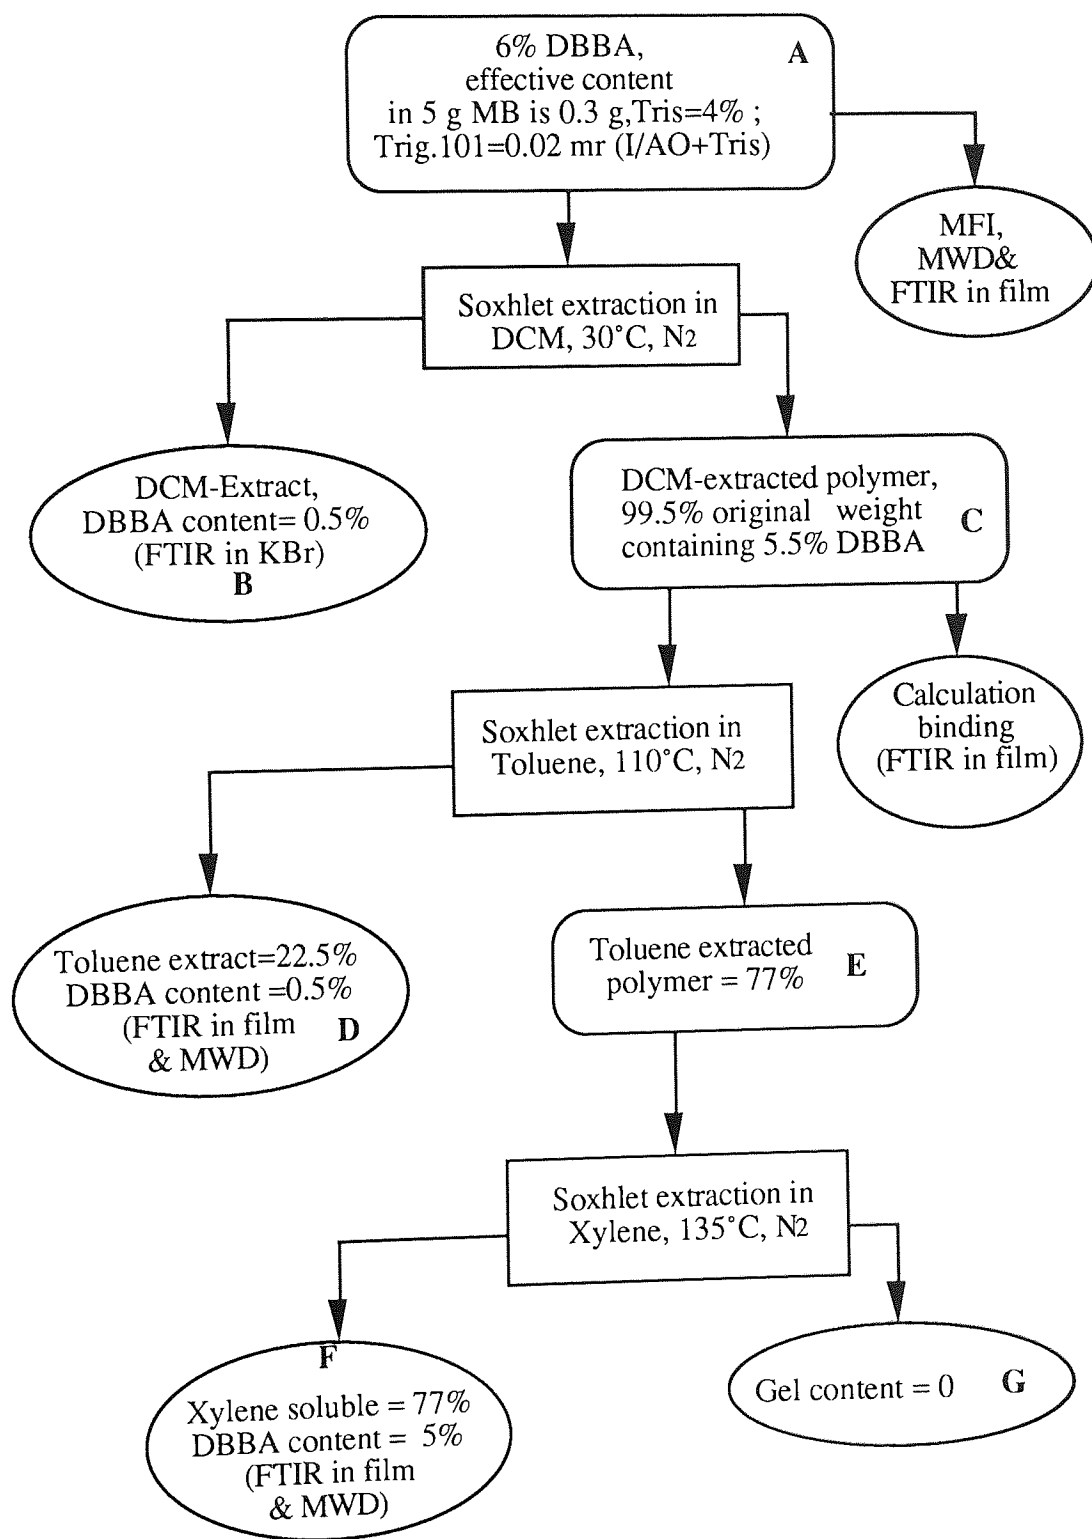 6% DBBA,
A
effective content
in 5 g MB is 0.3 g,Tris=4% ;
Trig.101=0.02 mr (I/AO+Tris)
MFI,
MWD&
FTIR in film
Soxhlet extraction in
DCM, 30°C, N2
DCM-Extract,
DBBA content= 0.5%
(FTIR in KBr)
B
DCM-extracted polymer,
99.5% original weight
containing 5.5% DBBA
C
Calculation
binding
(FTIR in film)
Soxhlet extraction in
Toluene, 110°C, N2
Toluene extract=22.5%
DBBA content =0.5%
(FTIR in film
& MWD)
D
Toluene extracted
polymer = 77%
E
Soxhlet extraction in
Xylene, 135°C, N2
F
Xylene soluble = 77%
DBBA content = 5%
(FTIR in film
& MWD)
Gel content = 0
G